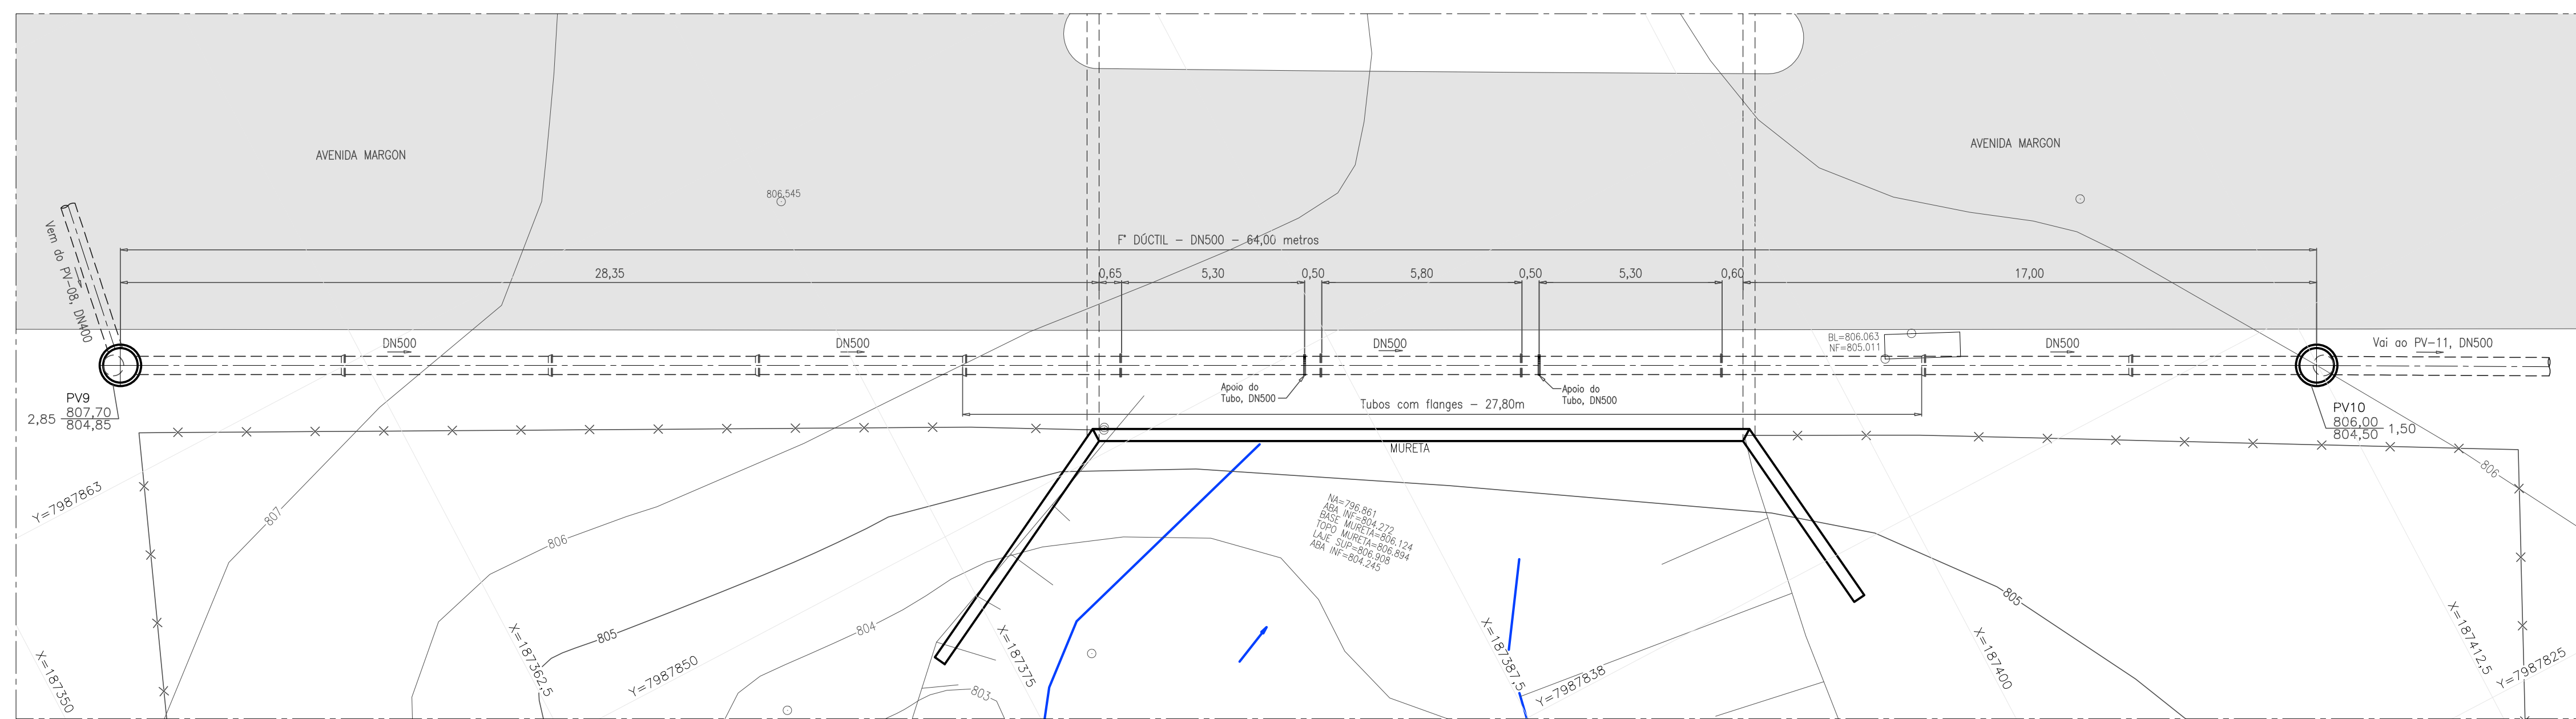 AVENIDA MARGON
AVENIDA MARGON
806,545
Vem do PV-08, DN400
F° DÚCTIL - DN500 - 64,00 metros
28,35
0,65
5,30
0,50
5,80
0,50
5,30
0,60
17,00
DN500
DN500
DN500
BL=806.063
NF=805.011
DN500
Vai ao PV-11, DN500
Apoio do
Tubo, DN500
Apoio do
Tubo, DN500
Tubos com flanges - 27,80m
PV9
2,85
807,70
804,85
PV10
806,00
804,50
1,50
MURETA
NA=796.861
ABA INF=804.272
BASE MURETA=806.124
TOPO MURETA=806.894
LAJE SUP=806.908
ABA INF=804.245
Y=7987863
807
806
806
805
805
804
803
X=187350
X=187362,5
Y=7987850
X=187375
X=187387,5
Y=7987838
X=187400
X=187412,5
Y=7987825